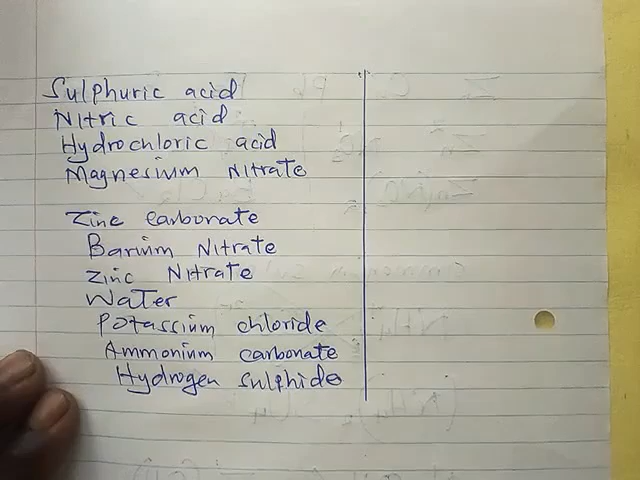 Sulphuric acid
Nitric acid
Hydrochloric acid
Magnesium Nitrate
Zinc carbonate
Barium Nitrate
Zinc Nitrate
Water
Potassium chloride
Ammonium carbonate
Hydrogen sulphide